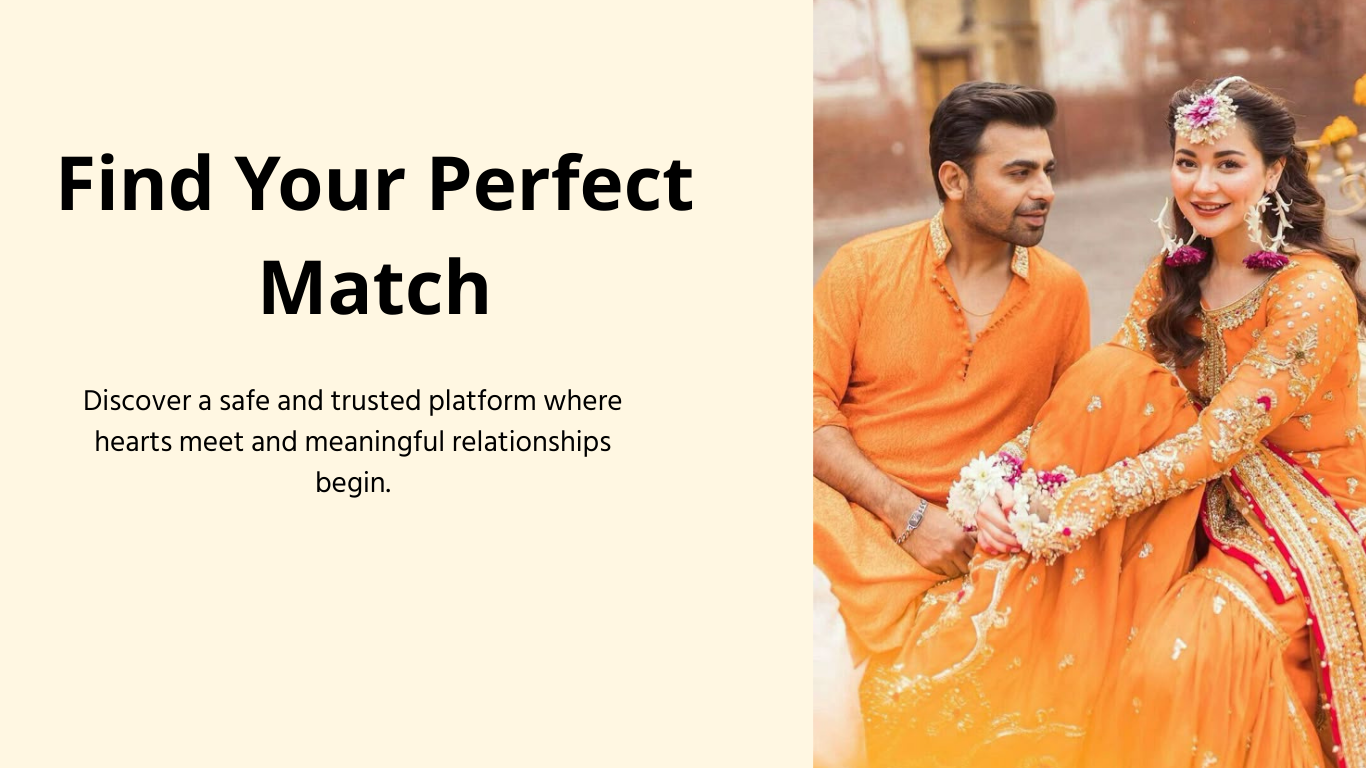 Find Your Perfect
Match
Discover a safe and trusted platform where
hearts meet and meaningful relationships
begin.